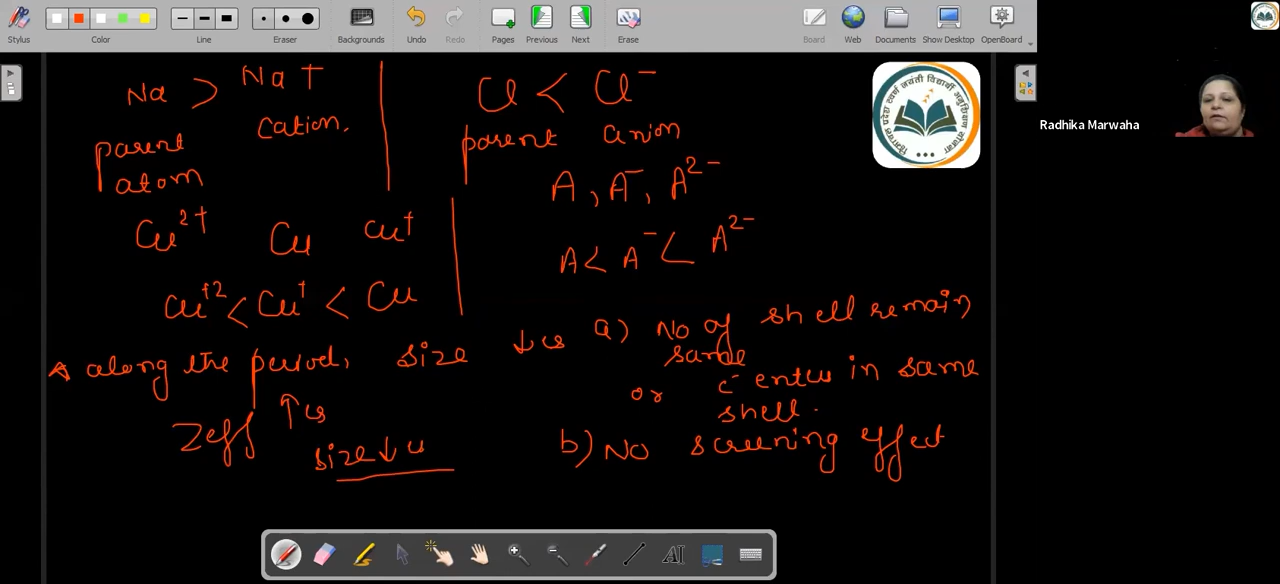 Stylus Color Line Eraser Backgrounds Undo Redo Pages Previous Next Erase Board Web Documents Show Desktop OpenBoard
Radhika Marwaha
Na > Na+
parent atom
cation.
Cl < Cl−
parent anion
A, A−, A2−
A < A− < A2−
Cu2+ Cu Cu+
Cu+2 < Cu+ < Cu
along the period, size ↓es
Zeff ↑es
size ↓es
a) No of shell remain
same
or e− enters in same
shell.
b) No screening effect
AI